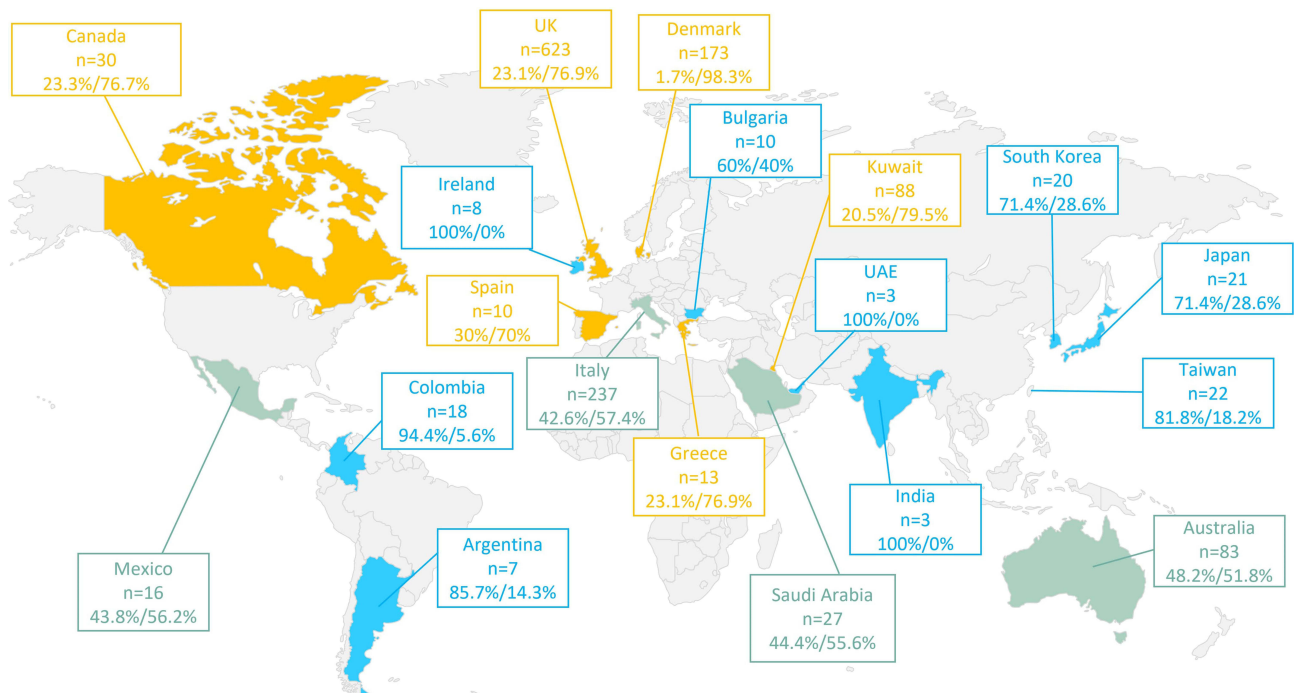 Canada
n=30
23.3%/76.7%
UK
n=623
23.1%/76.9%
Denmark
n=173
1.7%/98.3%
Bulgaria
n=10
60%/40%
Ireland
n=8
100%/0%
Kuwait
n=88
20.5%/79.5%
South Korea
n=20
71.4%/28.6%
Japan
n=21
71.4%/28.6%
Spain
n=10
30%/70%
UAE
n=3
100%/0%
Italy
n=237
42.6%/57.4%
Taiwan
n=22
81.8%/18.2%
Colombia
n=18
94.4%/5.6%
Greece
n=13
23.1%/76.9%
India
n=3
100%/0%
Australia
n=83
48.2%/51.8%
Argentina
n=7
85.7%/14.3%
Mexico
n=16
43.8%/56.2%
Saudi Arabia
n=27
44.4%/55.6%